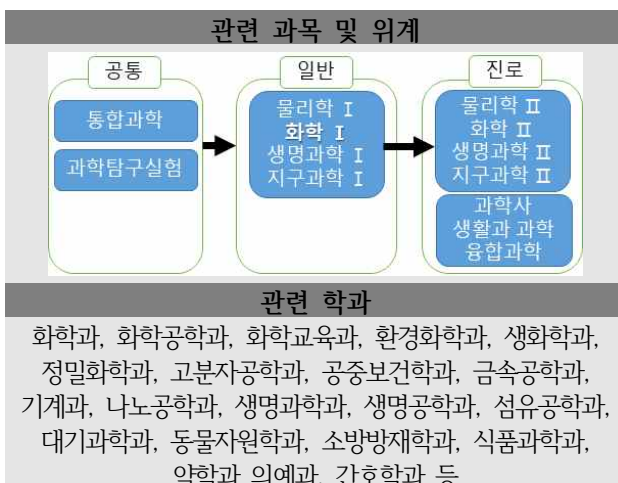 관련 과목 및 위계
공통
통합과학
과학탐구실험
일반
물리학 Ⅰ
화학 Ⅰ
생명과학 Ⅰ
지구과학 Ⅰ
진로
물리학 Ⅱ
화학 Ⅱ
생명과학 Ⅱ
지구과학 Ⅱ
과학사
생활과 과학
융합과학
관련 학과
화학과, 화학공학과, 화학교육과, 환경화학과, 생화학과,
정밀화학과, 고분자공학과, 공중보건학과, 금속공학과,
기계과, 나노공학과, 생명과학과, 생명공학과, 섬유공학과,
대기과학과, 동물자원학과, 소방방재학과, 식품과학과,
약학과 의예과, 간호학과 등